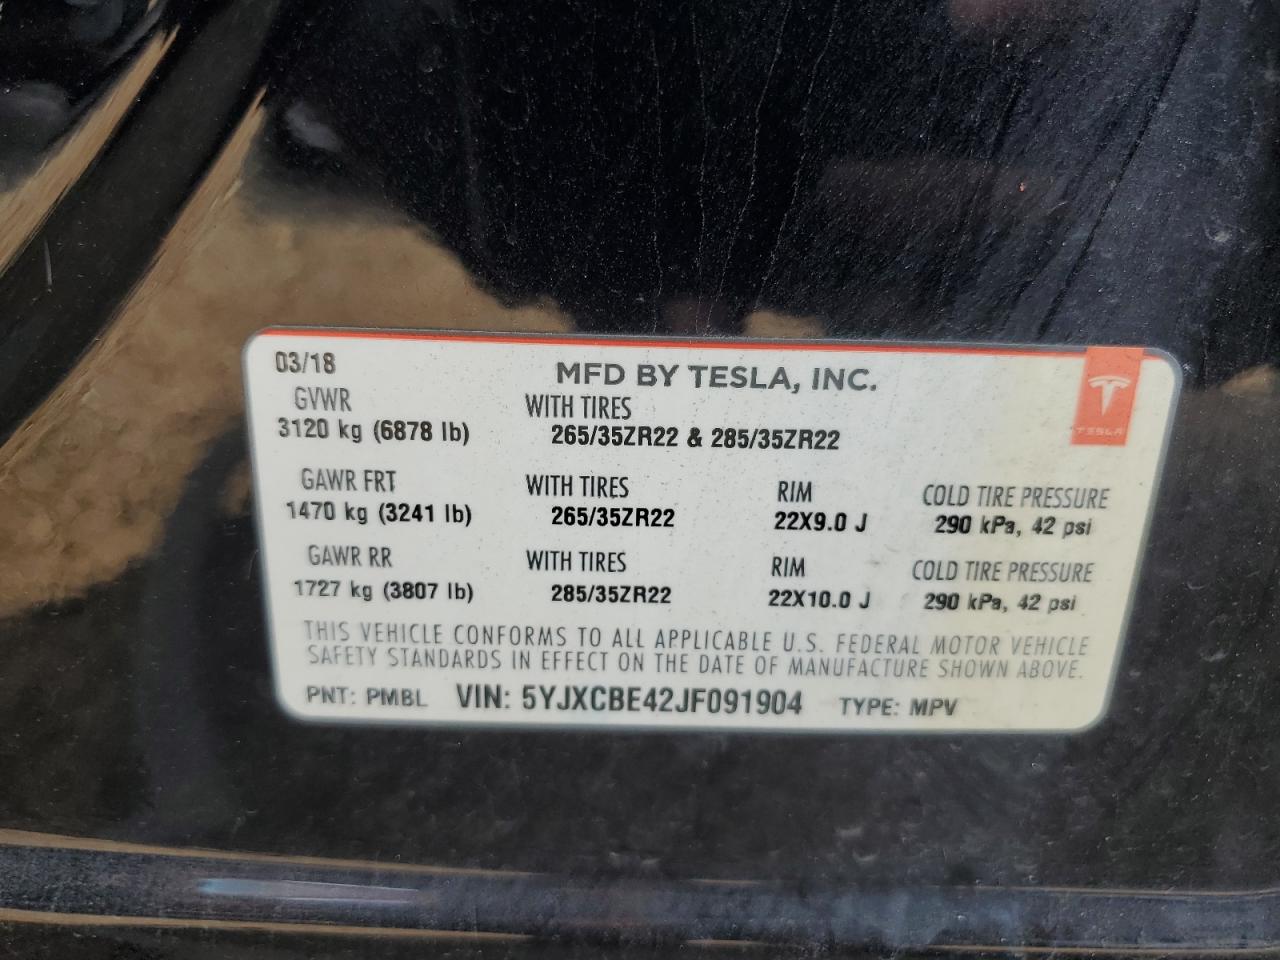 03/18 MFD BY TESLA, INC.
GVWR WITH TIRES
3120 kg (6878 lb) 265/35ZR22 & 285/35ZR22
TESLA
GAWR FRT WITH TIRES RIM COLD TIRE PRESSURE
1470 kg (3241 lb) 265/35ZR22 22X9.0 J 290 kPa, 42 psi
GAWR RR WITH TIRES RIM COLD TIRE PRESSURE
1727 kg (3807 lb) 285/35ZR22 22X10.0 J 290 kPa, 42 psi
THIS VEHICLE CONFORMS TO ALL APPLICABLE U.S. FEDERAL MOTOR VEHICLE
SAFETY STANDARDS IN EFFECT ON THE DATE OF MANUFACTURE SHOWN ABOVE.
PNT: PMBL VIN: 5YJXCBE42JF091904 TYPE: MPV